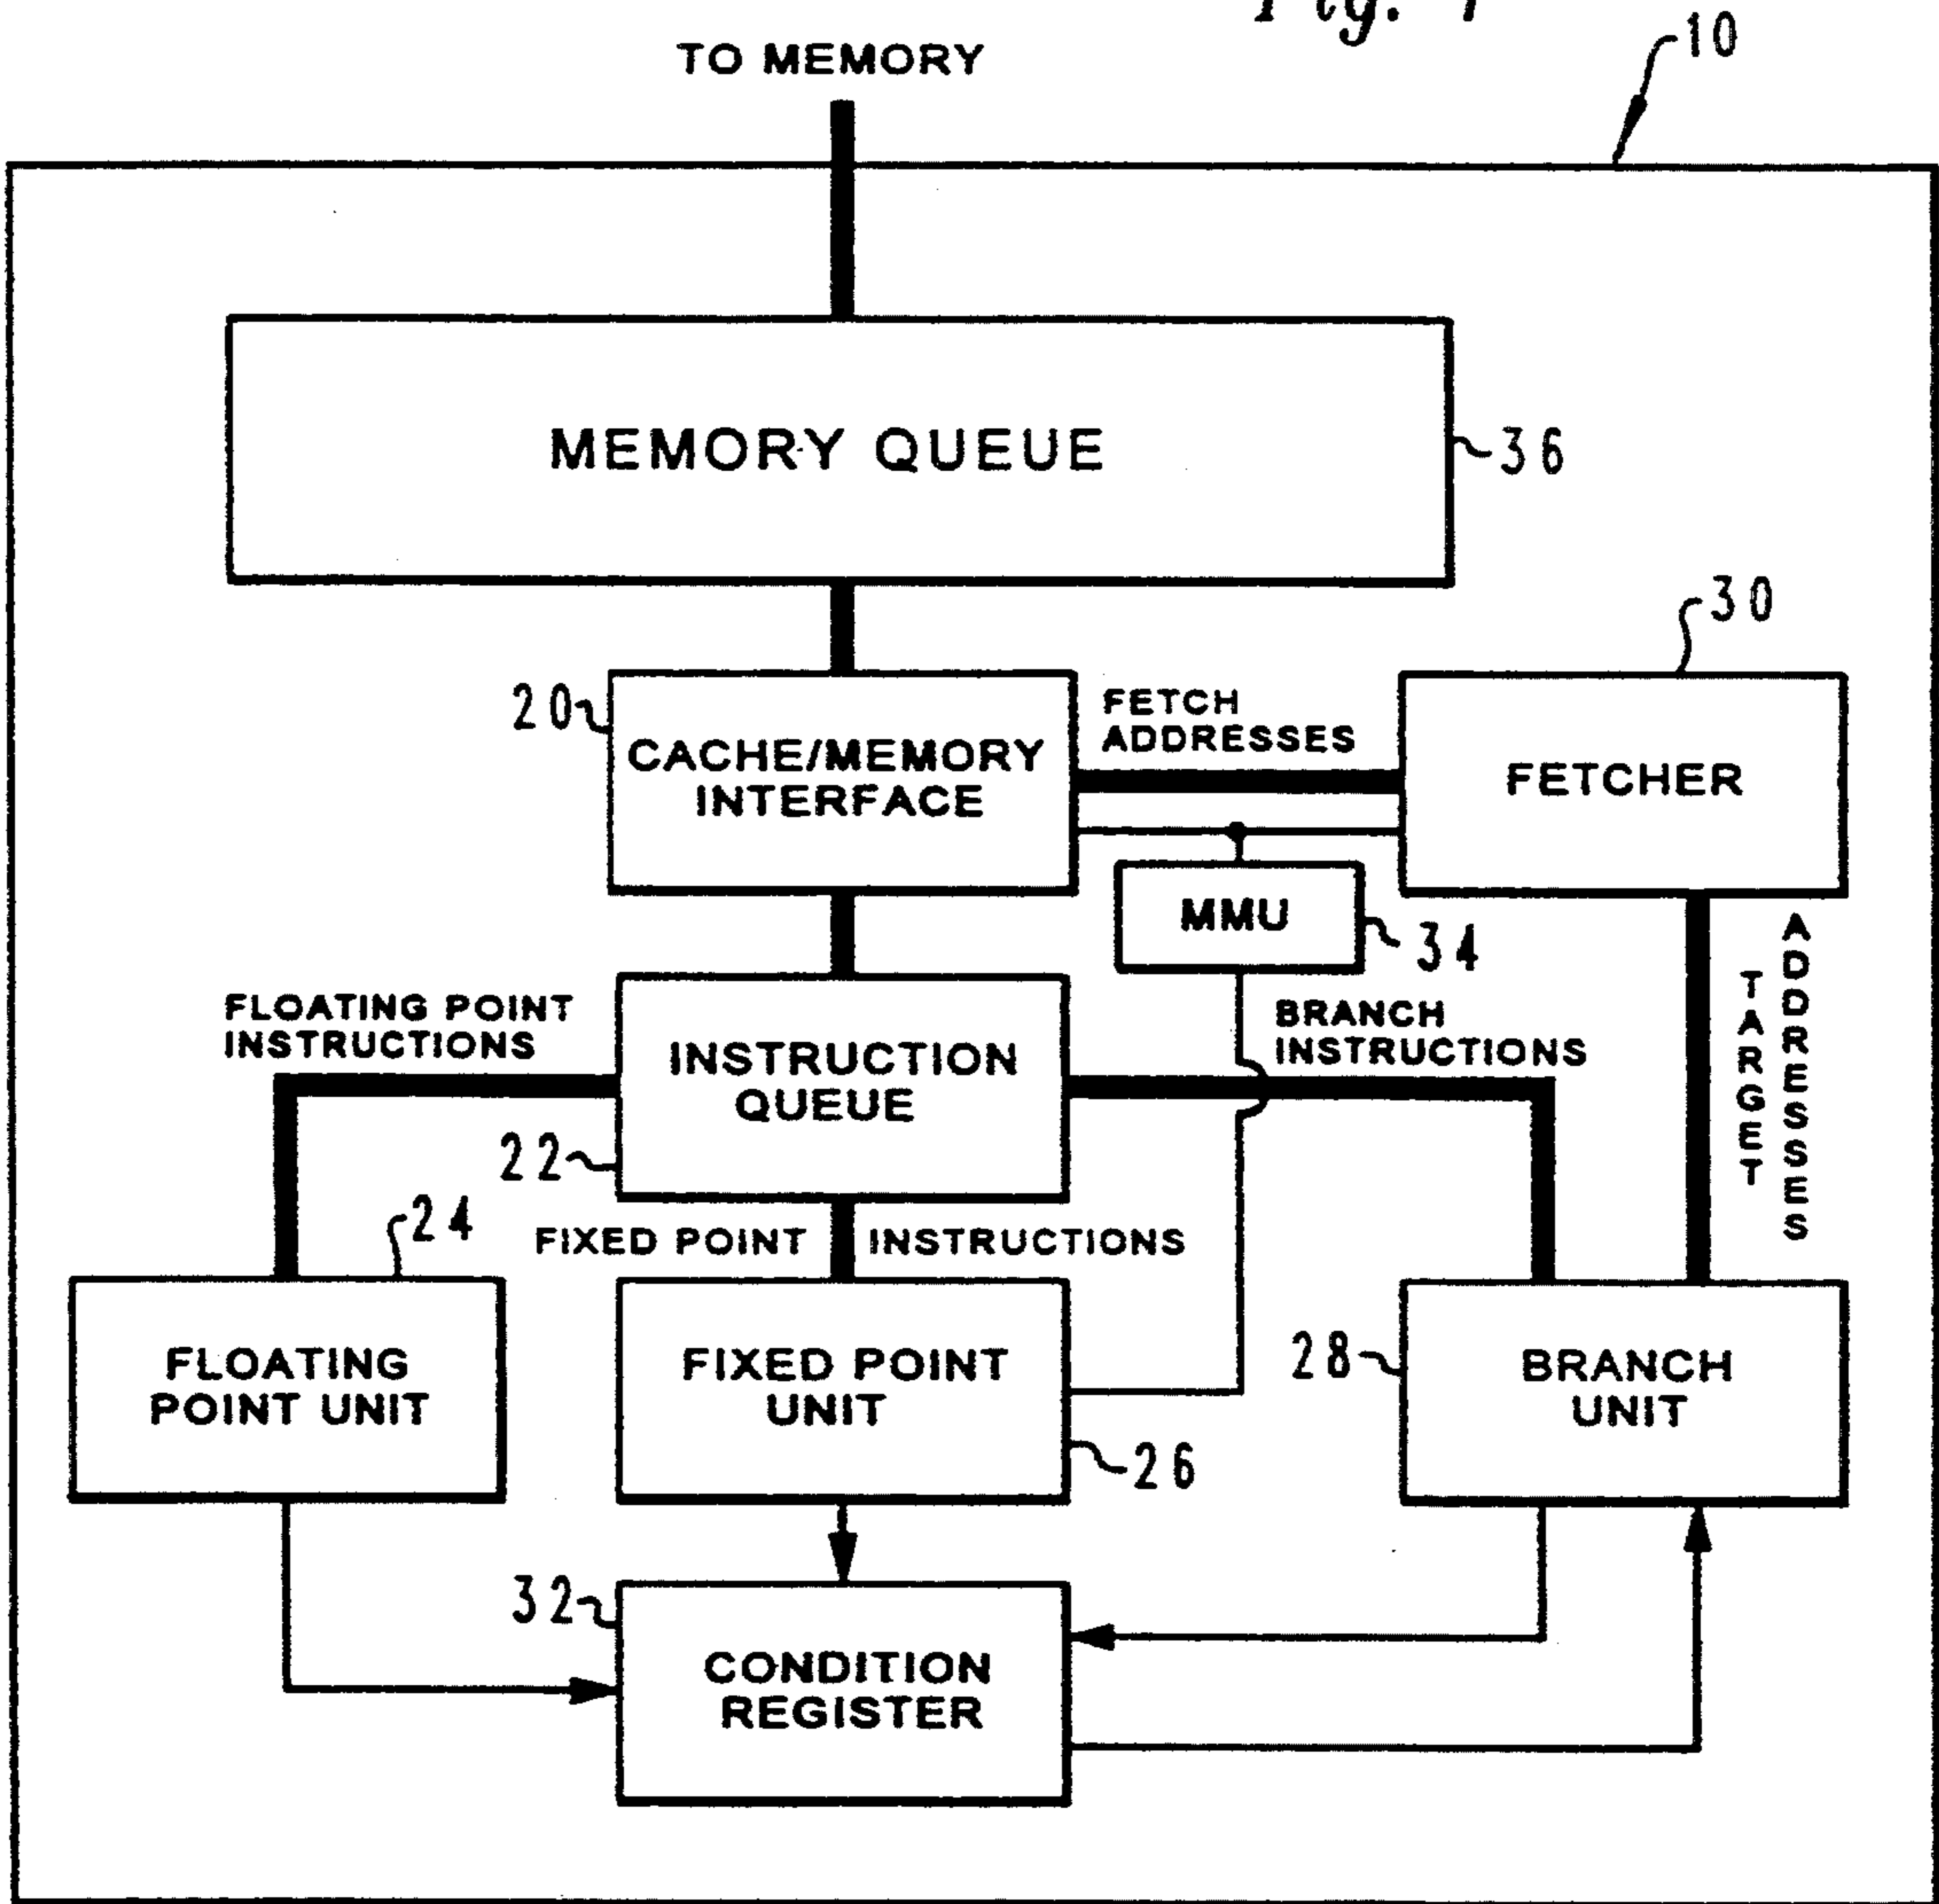 Fig. 1
TO MEMORY
10
MEMORY QUEUE
36
30
20
CACHE/MEMORY
INTERFACE
FETCH
ADDRESSES
FETCHER
MMU
34
FLOATING POINT
INSTRUCTIONS
INSTRUCTION
QUEUE
22
BRANCH
INSTRUCTIONS
TARGET
ADDRESSES
24
FIXED POINT INSTRUCTIONS
FLOATING
POINT UNIT
FIXED POINT
UNIT
26
28
BRANCH
UNIT
32
CONDITION
REGISTER